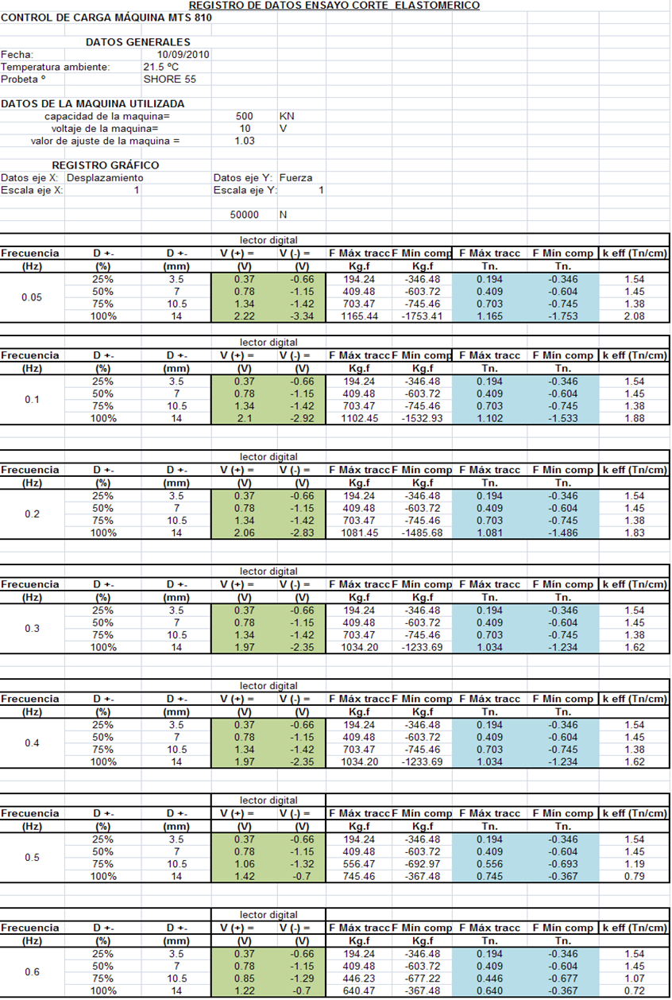 REGISTRO DE DATOS ENSAYO CORTE ELASTOMERICO
CONTROL DE CARGA MÁQUINA MTS 810
DATOS GENERALES
Fecha: 10/09/2010
Temperatura ambiente: 21.5 ºC
Probeta º SHORE 55
DATOS DE LA MAQUINA UTILIZADA
capacidad de la maquina= 500 KN
voltaje de la maquina= 10 V
valor de ajuste de la maquina = 1.03
REGISTRO GRÁFICO
Datos eje X: Desplazamiento Datos eje Y: Fuerza
Escala eje X: 1 Escala eje Y: 1
50000 N
lector digital
Frecuencia D +- D +- V (+) = V (-) = F Máx tracc F Mín comp F Máx tracc F Mín comp k eff (Tn/cm)
(Hz) (%) (mm) (V) (V) Kg.f Kg.f Tn. Tn.
25% 3.5 0.37 -0.66 194.24 -346.48 0.194 -0.346 1.54
0.05 50% 7 0.78 -1.15 409.48 -603.72 0.409 -0.604 1.45
75% 10.5 1.34 -1.42 703.47 -745.46 0.703 -0.745 1.38
100% 14 2.22 -3.34 1165.44 -1753.41 1.165 -1.753 2.08
lector digital
Frecuencia D +- D +- V (+) = V (-) = F Máx tracc F Mín comp F Máx tracc F Mín comp k eff (Tn/cm)
(Hz) (%) (mm) (V) (V) Kg.f Kg.f Tn. Tn.
25% 3.5 0.37 -0.66 194.24 -346.48 0.194 -0.346 1.54
0.1 50% 7 0.78 -1.15 409.48 -603.72 0.409 -0.604 1.45
75% 10.5 1.34 -1.42 703.47 -745.46 0.703 -0.745 1.38
100% 14 2.1 -2.92 1102.45 -1532.93 1.102 -1.533 1.88
lector digital
Frecuencia D +- D +- V (+) = V (-) = F Máx tracc F Mín comp F Máx tracc F Mín comp k eff (Tn/cm)
(Hz) (%) (mm) (V) (V) Kg.f Kg.f Tn. Tn.
25% 3.5 0.37 -0.66 194.24 -346.48 0.194 -0.346 1.54
0.2 50% 7 0.78 -1.15 409.48 -603.72 0.409 -0.604 1.45
75% 10.5 1.34 -1.42 703.47 -745.46 0.703 -0.745 1.38
100% 14 2.06 -2.83 1081.45 -1485.68 1.081 -1.486 1.83
lector digital
Frecuencia D +- D +- V (+) = V (-) = F Máx tracc F Mín comp F Máx tracc F Mín comp k eff (Tn/cm)
(Hz) (%) (mm) (V) (V) Kg.f Kg.f Tn. Tn.
25% 3.5 0.37 -0.66 194.24 -346.48 0.194 -0.346 1.54
0.3 50% 7 0.78 -1.15 409.48 -603.72 0.409 -0.604 1.45
75% 10.5 1.34 -1.42 703.47 -745.46 0.703 -0.745 1.38
100% 14 1.97 -2.35 1034.20 -1233.69 1.034 -1.234 1.62
lector digital
Frecuencia D +- D +- V (+) = V (-) = F Máx tracc F Mín comp F Máx tracc F Mín comp k eff (Tn/cm)
(Hz) (%) (mm) (V) (V) Kg.f Kg.f Tn. Tn.
25% 3.5 0.37 -0.66 194.24 -346.48 0.194 -0.346 1.54
0.4 50% 7 0.78 -1.15 409.48 -603.72 0.409 -0.604 1.45
75% 10.5 1.34 -1.42 703.47 -745.46 0.703 -0.745 1.38
100% 14 1.97 -2.35 1034.20 -1233.69 1.034 -1.234 1.62
lector digital
Frecuencia D +- D +- V (+) = V (-) = F Máx tracc F Mín comp F Máx tracc F Mín comp k eff (Tn/cm)
(Hz) (%) (mm) (V) (V) Kg.f Kg.f Tn. Tn.
25% 3.5 0.37 -0.66 194.24 -346.48 0.194 -0.346 1.54
0.5 50% 7 0.78 -1.15 409.48 -603.72 0.409 -0.604 1.45
75% 10.5 1.06 -1.32 556.47 -692.97 0.556 -0.693 1.19
100% 14 1.42 -0.7 745.46 -367.48 0.745 -0.367 0.79
lector digital
Frecuencia D +- D +- V (+) = V (-) = F Máx tracc F Mín comp F Máx tracc F Mín comp k eff (Tn/cm)
(Hz) (%) (mm) (V) (V) Kg.f Kg.f Tn. Tn.
25% 3.5 0.37 -0.66 194.24 -346.48 0.194 -0.346 1.54
0.6 50% 7 0.78 -1.15 409.48 -603.72 0.409 -0.604 1.45
75% 10.5 0.85 -1.29 446.23 -677.22 0.446 -0.677 1.07
100% 14 1.22 -0.7 640.47 -367.48 0.640 -0.367 0.72